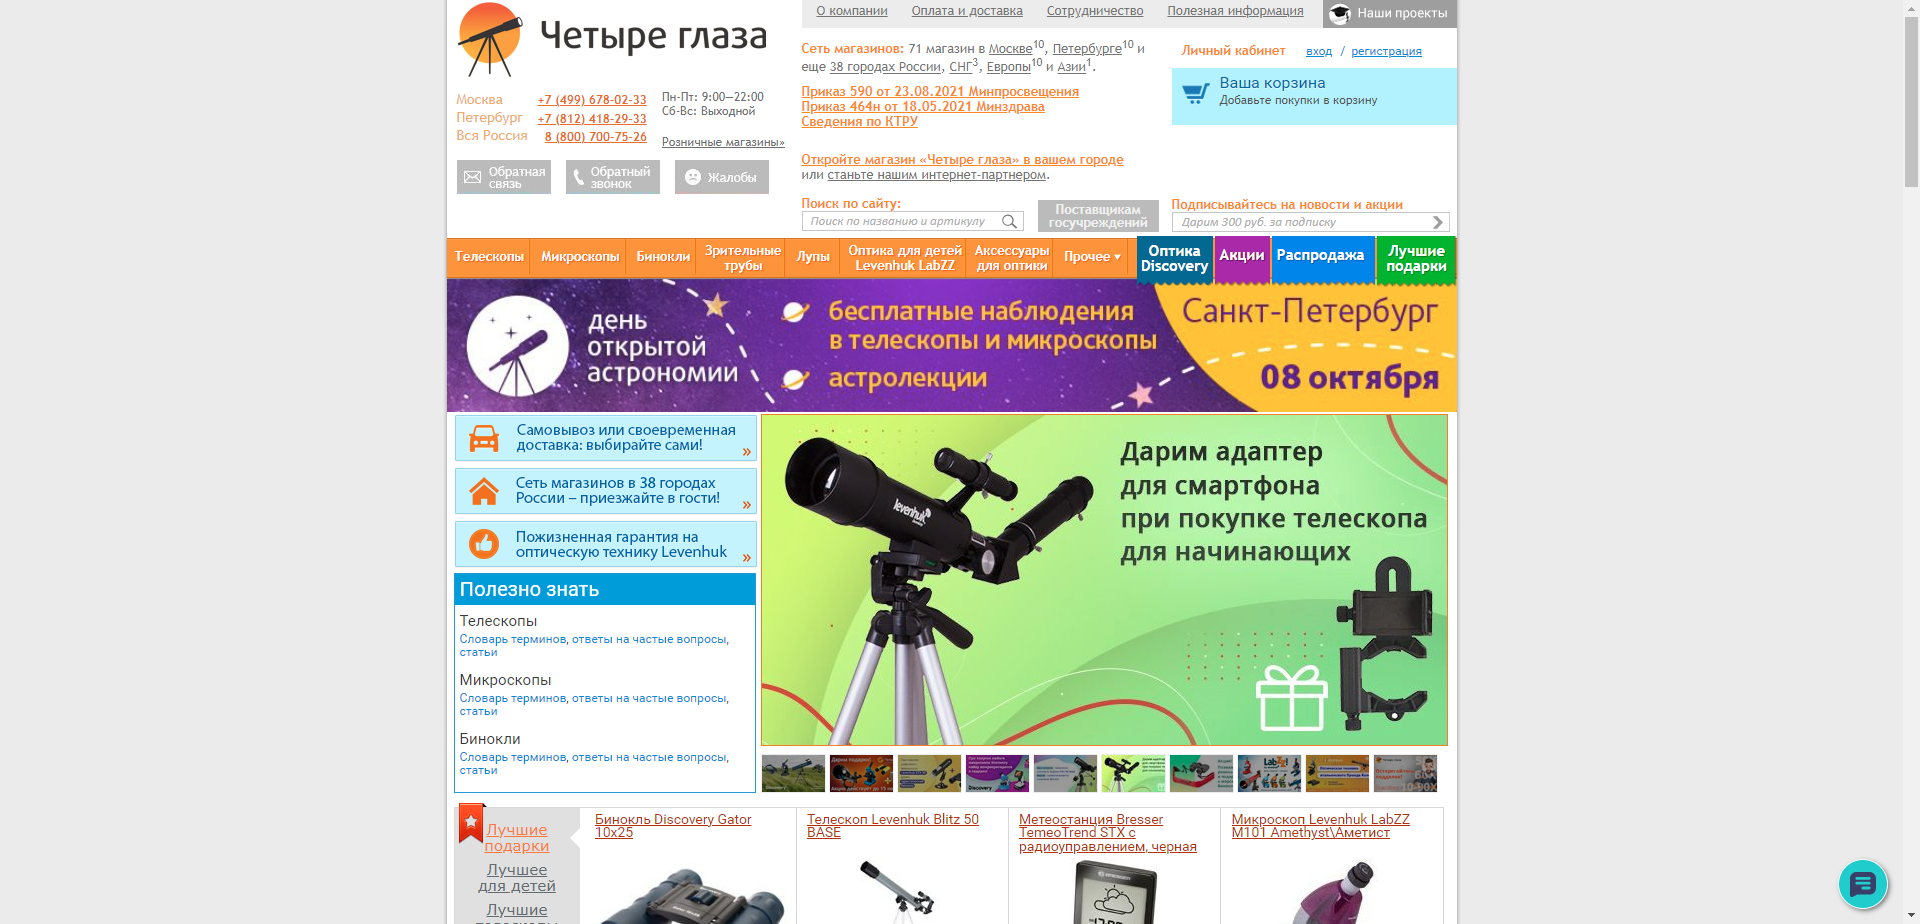 О компании
Оплата и доставка
Сотрудничество
Полезная информация
Наши проекты
Четыре глаза
Сеть магазинов: 71 магазин в Москве10, Петербурге10 и
еще 38 городах России, СНГ3, Европы10 и Азии1.
Личный кабинет
вход / регистрация
Ваша корзина
Добавьте покупки в корзину
Приказ 590 от 23.08.2021 Минпросвещения
Приказ 464н от 18.05.2021 Минздрава
Сведения по КТРУ
Москва +7 (499) 678-02-33
Петербург +7 (812) 418-29-33
Вся Россия 8 (800) 700-75-26
Пн-Пт: 9:00—22:00
Сб-Вс: Выходной
Розничные магазины»
Откройте магазин «Четыре глаза» в вашем городе
или станьте нашим интернет-партнером.
Обратная
связь
Обратный
звонок
Жалобы
Поиск по сайту:
Поиск по названию и артикулу
Поставщикам
госучреждений
Подписывайтесь на новости и акции
Дарим 300 руб. за подписку
Телескопы
Микроскопы
Бинокли
Зрительные
трубы
Лупы
Оптика для детей
Levenhuk LabZZ
Аксессуары
для оптики
Прочее
Оптика
Discovery
Акции
Распродажа
Лучшие
подарки
день
открытой
астрономии
бесплатные наблюдения
в телескопы и микроскопы
астролекции
Санкт-Петербург
08 октября
Самовывоз или своевременная
доставка: выбирайте сами!
»
Сеть магазинов в 38 городах
России – приезжайте в гости!
»
Пожизненная гарантия на
оптическую технику Levenhuk
»
Полезно знать
Телескопы
Словарь терминов, ответы на частые вопросы,
статьи
Микроскопы
Словарь терминов, ответы на частые вопросы,
статьи
Бинокли
Словарь терминов, ответы на частые вопросы,
статьи
levenhuk
Дарим адаптер
для смартфона
при покупке телескопа
для начинающих
Лучшие
подарки
Лучшее
для детей
Лучшие
Бинокль Discovery Gator
10x25
Телескоп Levenhuk Blitz 50
BASE
Метеостанция Bresser
TemeoTrend STX с
радиоуправлением, черная
Микроскоп Levenhuk LabZZ
M101 Amethyst\Аметист